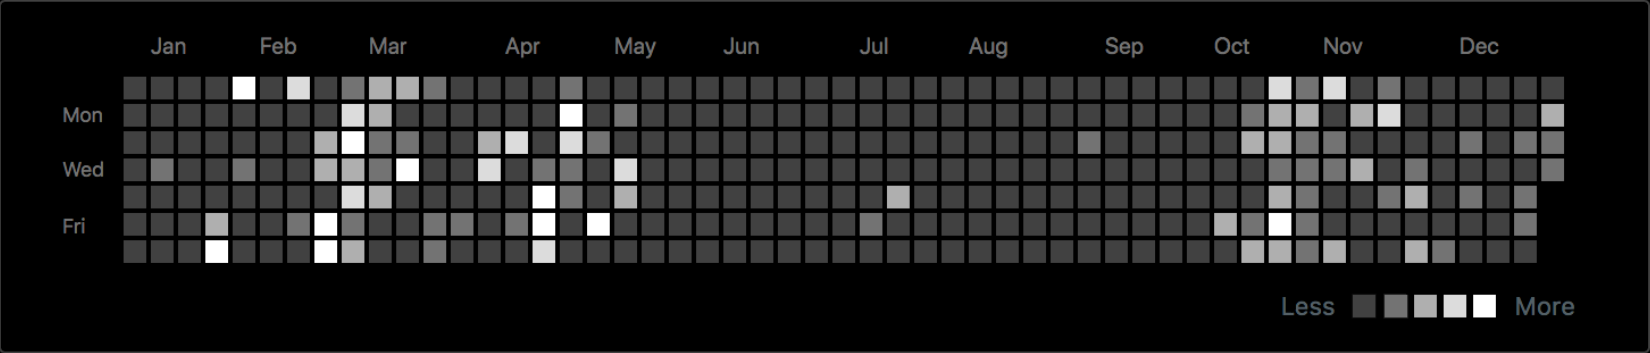 Jan Feb Mar Apr May Jun Jul Aug Sep Oct Nov Dec
Mon
Wed
Fri
Less More